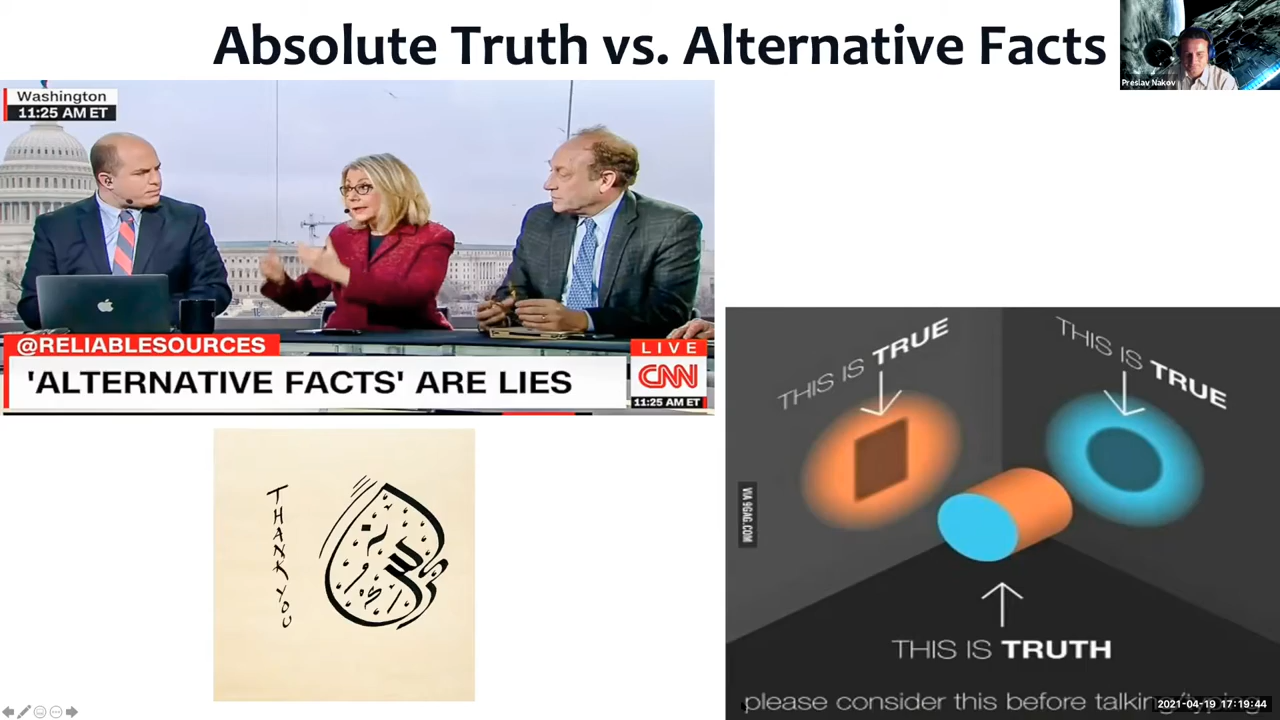 Absolute Truth vs. Alternative Facts
Preslav Nakov
Washington
11:25 AM ET
@RELIABLESOURCES
'ALTERNATIVE FACTS' ARE LIES
LIVE
CNN
11:25 AM ET
THANK YOU
THIS IS TRUE
THIS IS TRUE
VIA 9GAG.COM
THIS IS TRUTH
please consider this before talking/typing
2021-04-19 17:19:44